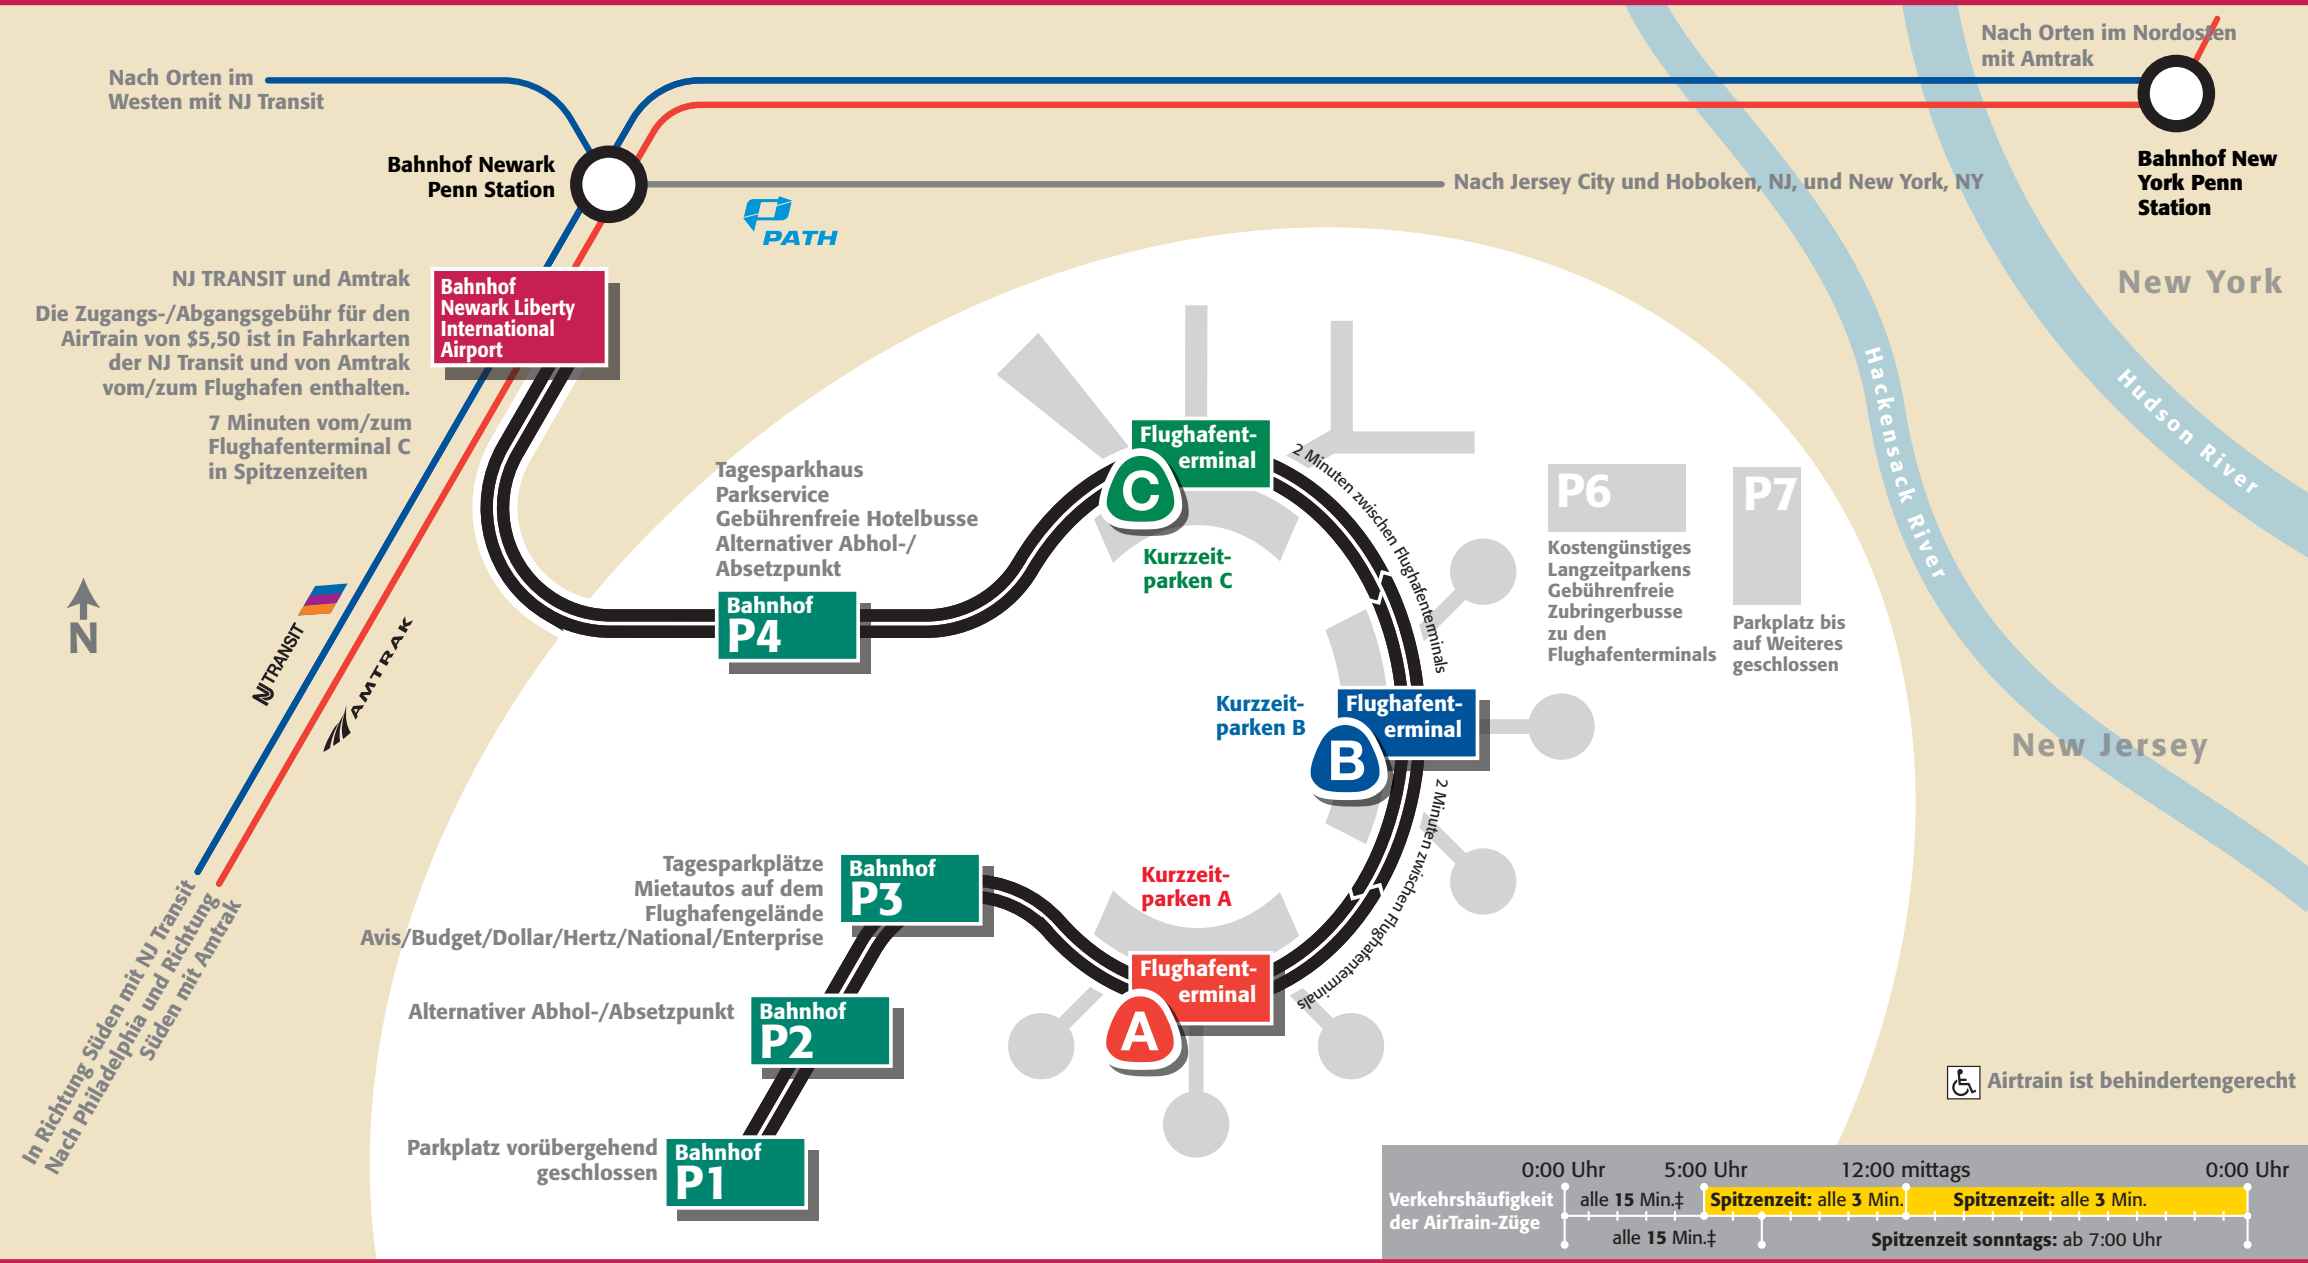 Nach Orten im
Westen mit NJ Transit
Nach Orten im Nordosten
mit Amtrak
Bahnhof Newark
Penn Station
Nach Jersey City und Hoboken, NJ, und New York, NY
PATH
Bahnhof New
York Penn
Station
NJ TRANSIT und Amtrak
Die Zugangs-/Abgangsgebühr für den
AirTrain von $5,50 ist in Fahrkarten
der NJ Transit und von Amtrak
vom/zum Flughafen enthalten.
7 Minuten vom/zum
Flughafenterminal C
in Spitzenzeiten
Bahnhof
Newark Liberty
International
Airport
New York
Hackensack River
Hudson River
New Jersey
Tagesparkhaus
Parkservice
Gebührenfreie Hotelbusse
Alternativer Abhol-/
Absetzpunkt
Bahnhof
P4
Flughafent-
erminal
C
Kurzzeit-
parken C
2 Minuten zwischen Flughafenterminals
P6
Kostengünstiges
Langzeitparkens
Gebührenfreie
Zubringerbusse
zu den
Flughafenterminals
P7
Parkplatz bis
auf Weiteres
geschlossen
N
NJ TRANSIT
AMTRAK
Kurzzeit-
parken B
Flughafent-
erminal
B
2 Minuten zwischen Flughafenterminals
Kurzzeit-
parken A
Flughafent-
erminal
A
Tagesparkplätze
Mietautos auf dem
Flughafengelände
Avis/Budget/Dollar/Hertz/National/Enterprise
Bahnhof
P3
Alternativer Abhol-/Absetzpunkt
Bahnhof
P2
Parkplatz vorübergehend
geschlossen
Bahnhof
P1
In Richtung Süden mit NJ Transit
Nach Philadelphia und Richtung
Süden mit Amtrak
Airtrain ist behindertengerecht
0:00 Uhr 5:00 Uhr 12:00 mittags 0:00 Uhr
Verkehrshäufigkeit
der AirTrain-Züge
alle 15 Min.‡ Spitzenzeit: alle 3 Min. Spitzenzeit: alle 3 Min.
alle 15 Min.‡ Spitzenzeit sonntags: ab 7:00 Uhr